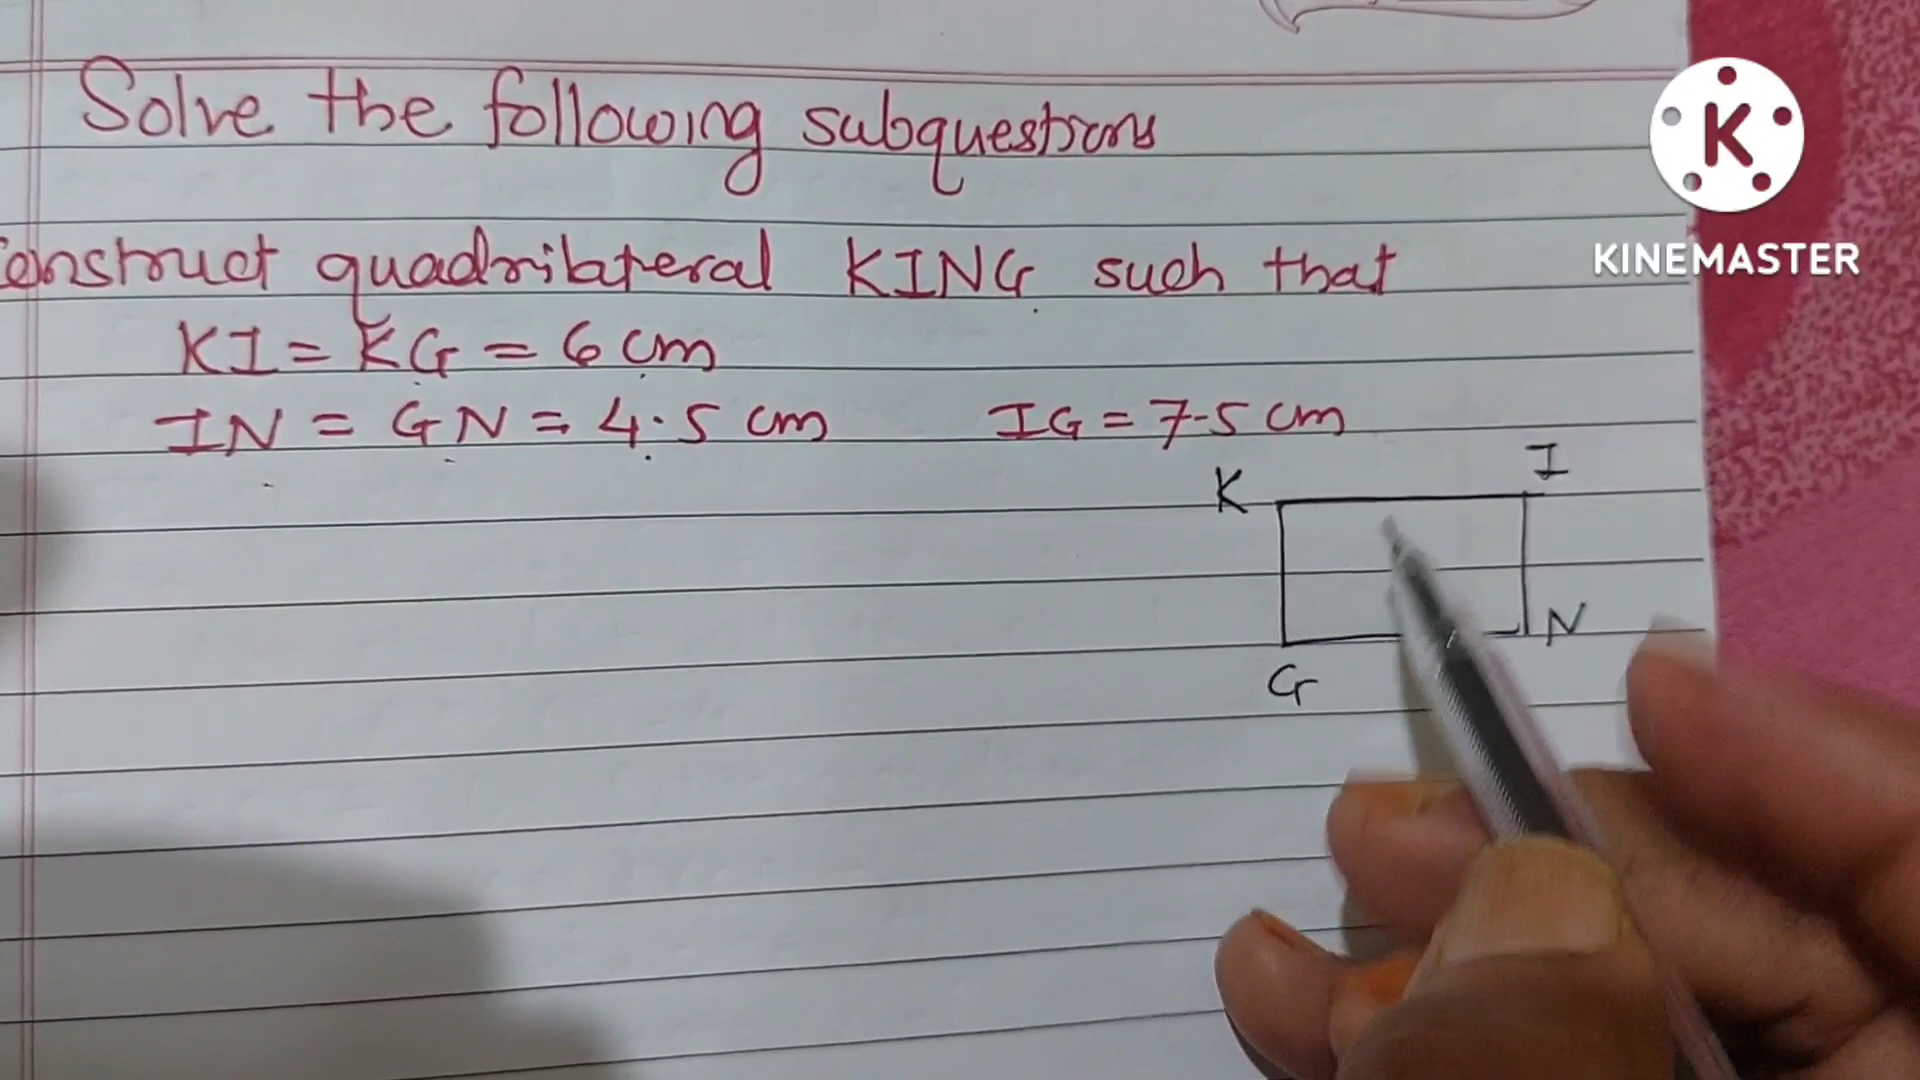 Solve the following subquestions
K
KINEMASTER
Construct quadrilateral KING such that
KI = KG = 6 cm
IN = GN = 4.5 cm IG = 7.5 cm
K I
N
G